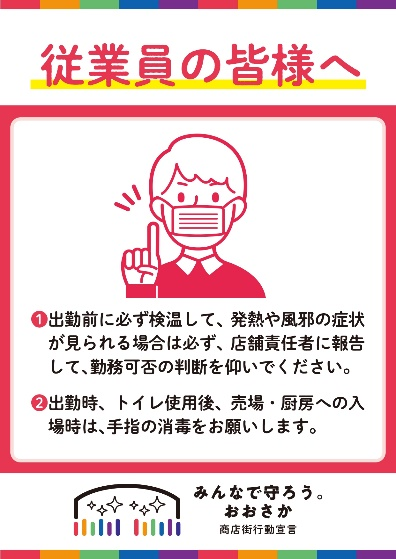 従業員の皆様へ
1 出勤前に必ず検温して、発熱や風邪の症状
が見られる場合は必ず、店舗責任者に報告
して、勤務可否の判断を仰いでください。
2 出勤時、トイレ使用後、売場・厨房への入
場時は、手指の消毒をお願いします。
みんなで守ろう。
おおさか
商店街行動宣言